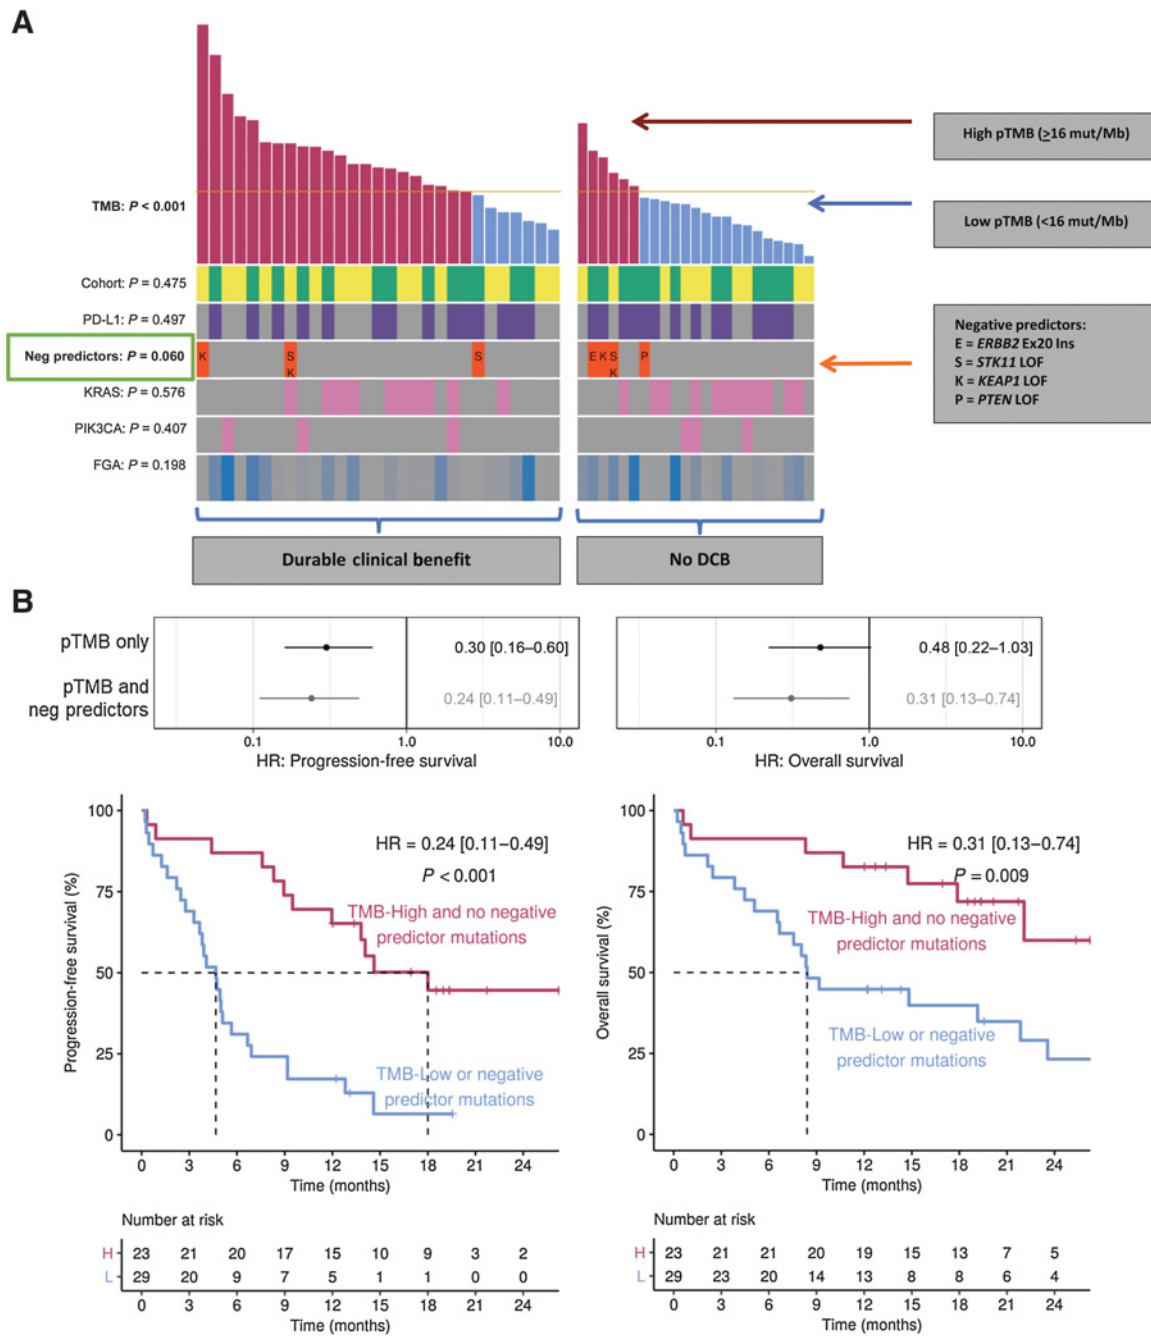 A
High pTMB (≥16 mut/Mb)
TMB: P < 0.001
Low pTMB (<16 mut/Mb)
Cohort: P = 0.475
PD-L1: P = 0.497
Neg predictors: P = 0.060
K
S
K
S
E K S
K
P
Negative predictors:
E = ERBB2 Ex20 Ins
S = STK11 LOF
K = KEAP1 LOF
P = PTEN LOF
KRAS: P = 0.576
PIK3CA: P = 0.407
FGA: P = 0.198
Durable clinical benefit
No DCB
B
pTMB only
0.30 [0.16–0.60]
0.48 [0.22–1.03]
pTMB and
neg predictors
0.24 [0.11–0.49]
0.31 [0.13–0.74]
0.1 1.0 10.0
HR: Progression-free survival
0.1 1.0 10.0
HR: Overall survival
Progression-free survival (%)
100
75
50
25
0
HR = 0.24 [0.11–0.49]
P < 0.001
TMB-High and no negative
predictor mutations
TMB-Low or negative
predictor mutations
0 3 6 9 12 15 18 21 24
Time (months)
Overall survival (%)
100
75
50
25
0
HR = 0.31 [0.13–0.74]
P = 0.009
TMB-High and no negative
predictor mutations
TMB-Low or negative
predictor mutations
0 3 6 9 12 15 18 21 24
Time (months)
Number at risk
H 23 21 20 17 15 10 9 3 2
L 29 20 9 7 5 1 1 0 0
0 3 6 9 12 15 18 21 24
Time (months)
Number at risk
H 23 21 21 20 19 15 13 7 5
L 29 23 20 14 13 8 8 6 4
0 3 6 9 12 15 18 21 24
Time (months)